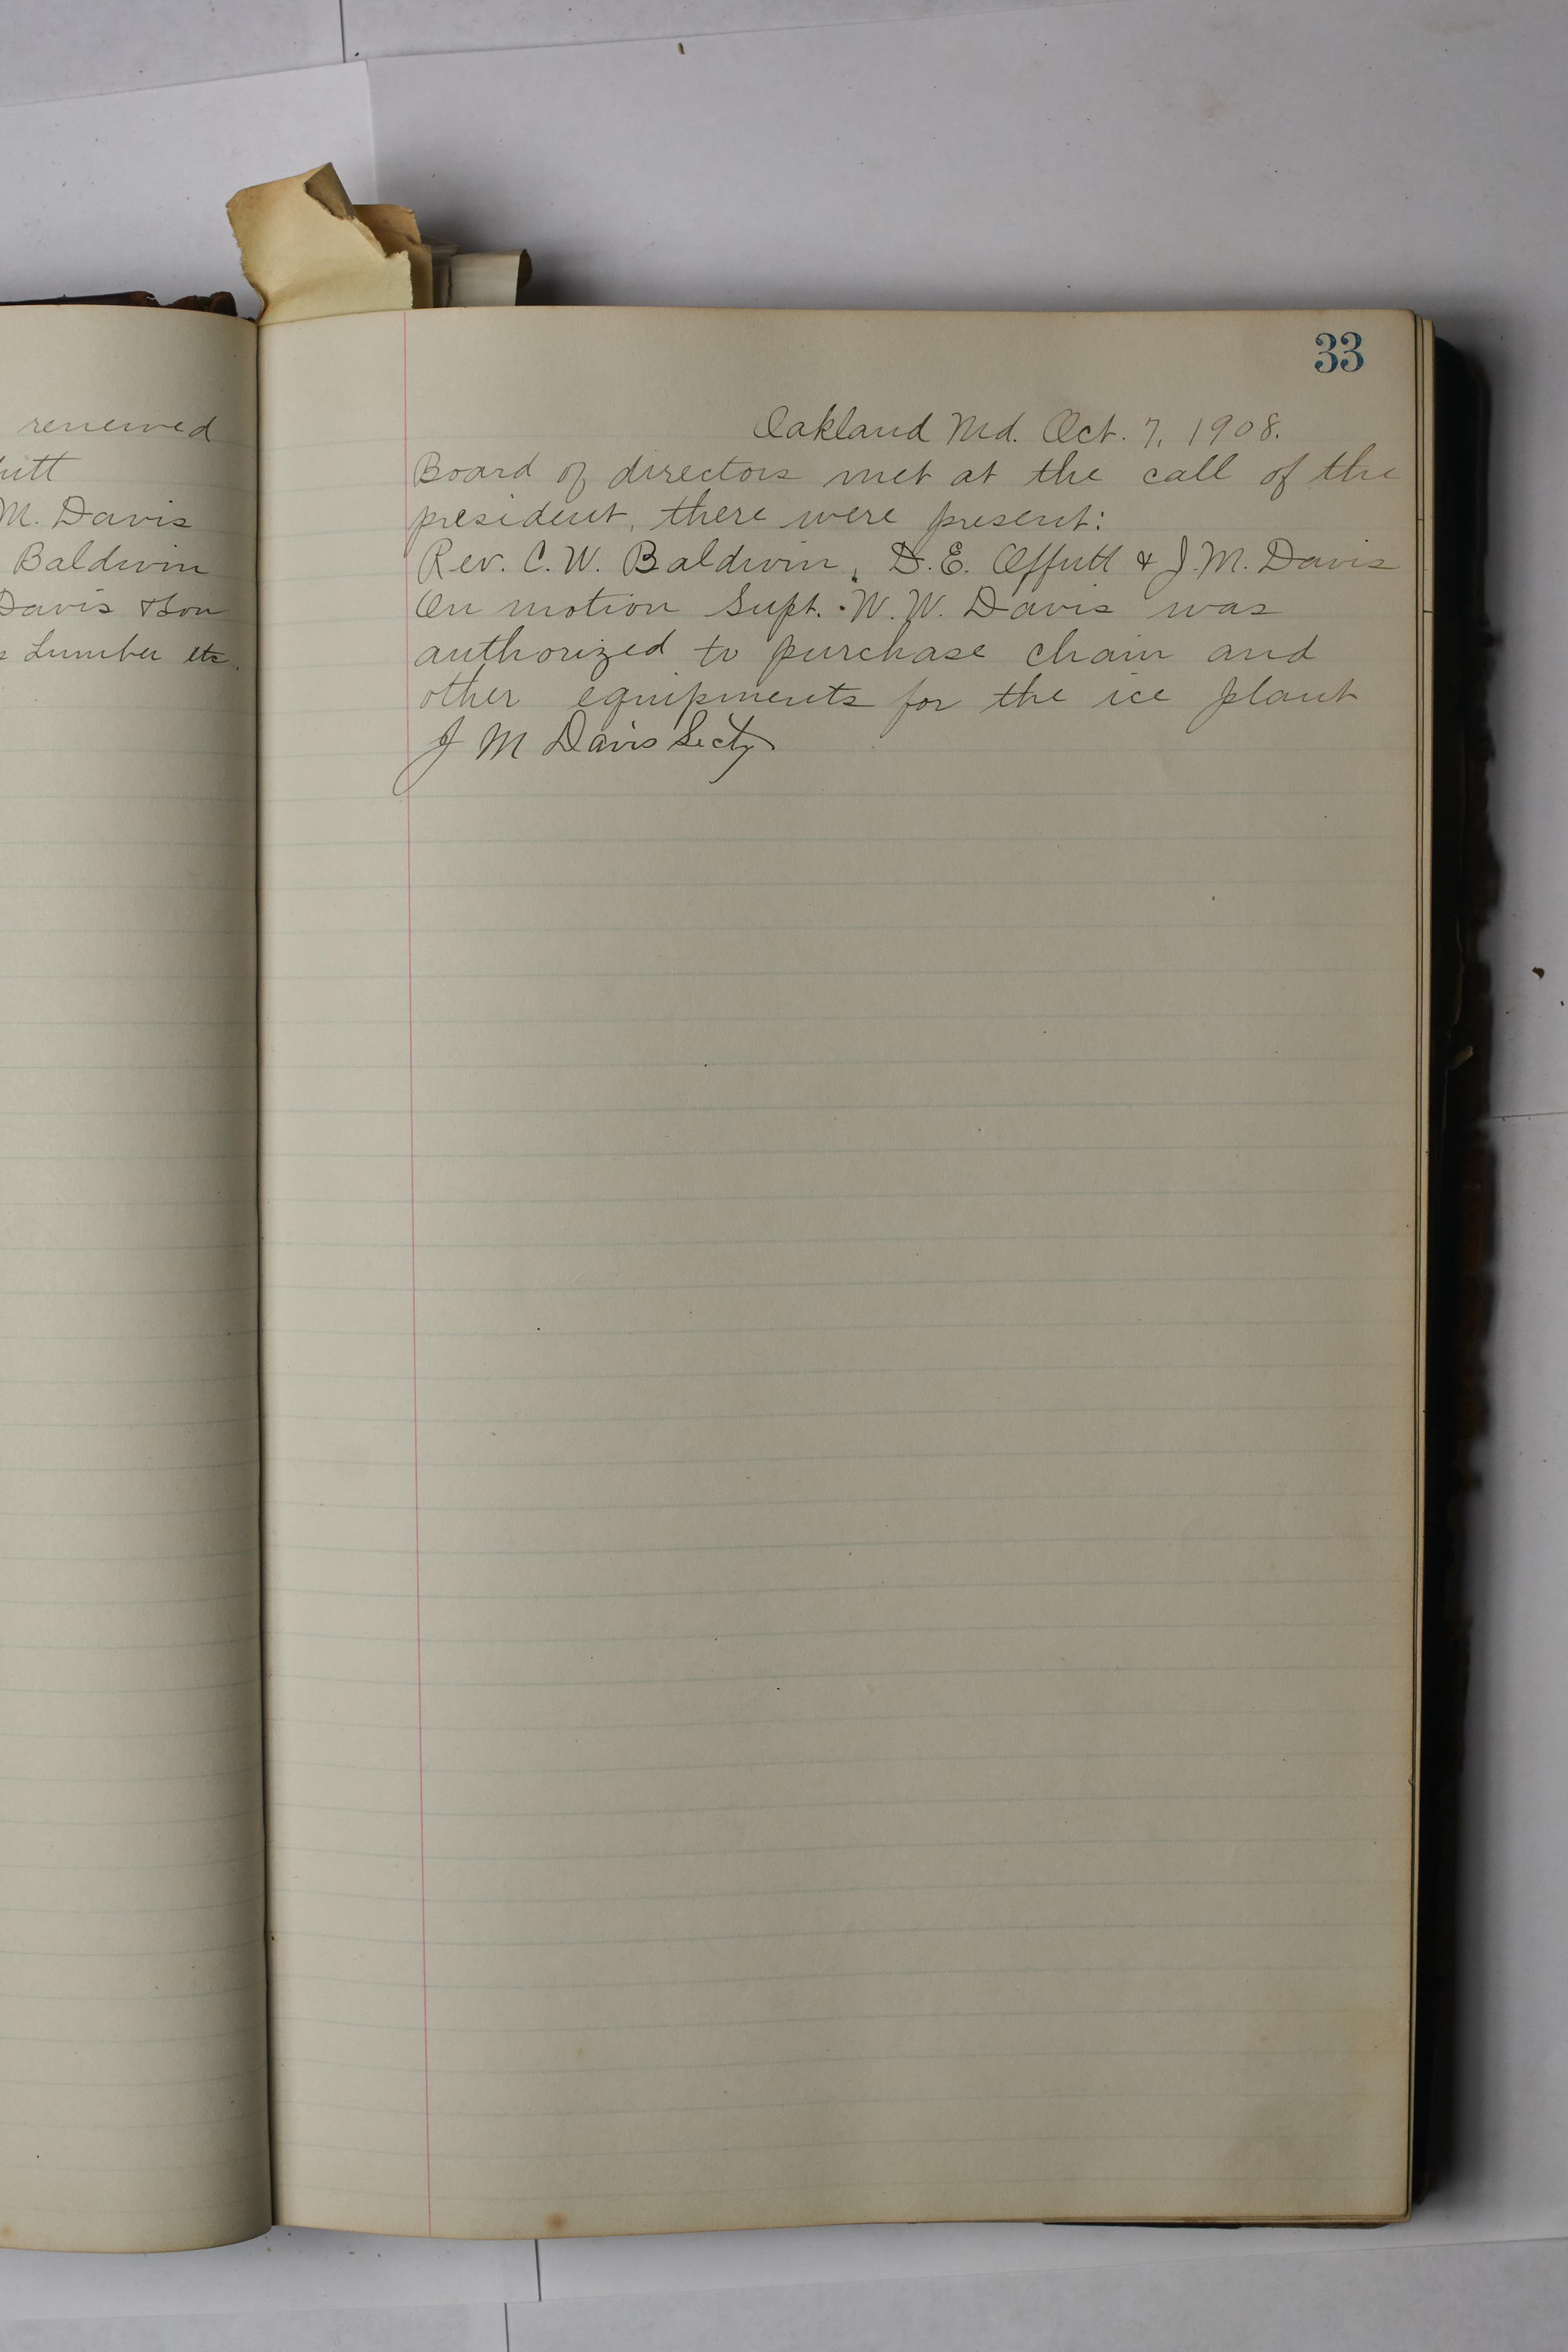 renewed
M. Davis
Baldwin
Davis & Son
Lumber etc.
33
Oakland Md. Oct. 7, 1908.
Board of directors met at the call of the
president, there were present:
Rev. C. W. Baldwin, D. E. Offutt & J. M. Davis
On motion Supt. W. W. Davis was
authorized to purchase chain and
other equipments for the ice plant
J M Davis Secty